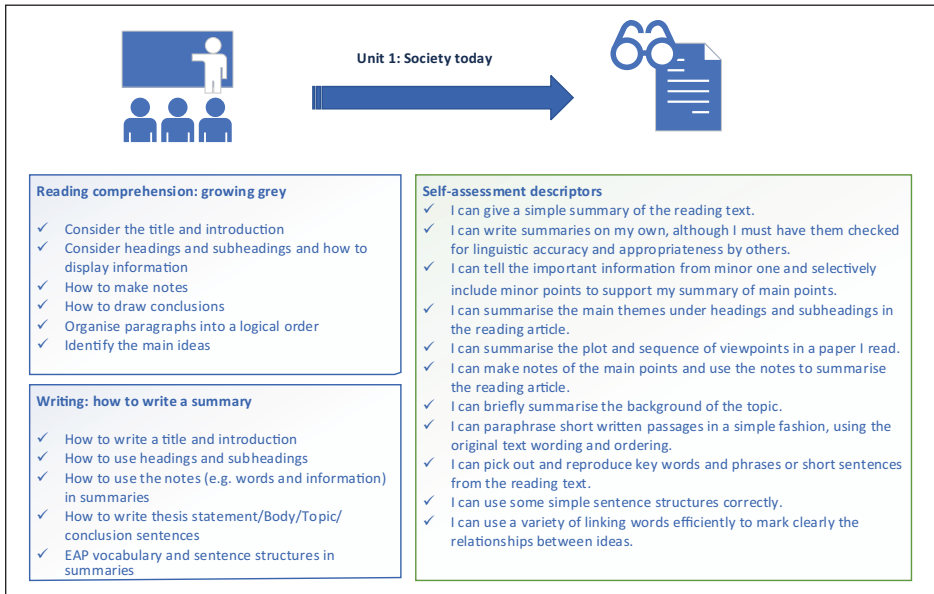 Unit 1: Society today
Reading comprehension: growing grey
✓ Consider the title and introduction
✓ Consider headings and subheadings and how to
display information
✓ How to make notes
✓ How to draw conclusions
✓ Organise paragraphs into a logical order
✓ Identify the main ideas
Writing: how to write a summary
✓ How to write a title and introduction
✓ How to use headings and subheadings
✓ How to use the notes (e.g. words and information)
in summaries
✓ How to write thesis statement/Body/Topic/
conclusion sentences
✓ EAP vocabulary and sentence structures in
summaries
Self-assessment descriptors
✓ I can give a simple summary of the reading text.
✓ I can write summaries on my own, although I must have them checked
for linguistic accuracy and appropriateness by others.
✓ I can tell the important information from minor one and selectively
include minor points to support my summary of main points.
✓ I can summarise the main themes under headings and subheadings in
the reading article.
✓ I can summarise the plot and sequence of viewpoints in a paper I read.
✓ I can make notes of the main points and use the notes to summarise
the reading article.
✓ I can briefly summarise the background of the topic.
✓ I can paraphrase short written passages in a simple fashion, using the
original text wording and ordering.
✓ I can pick out and reproduce key words and phrases or short sentences
from the reading text.
✓ I can use some simple sentence structures correctly.
✓ I can use a variety of linking words efficiently to mark clearly the
relationships between ideas.